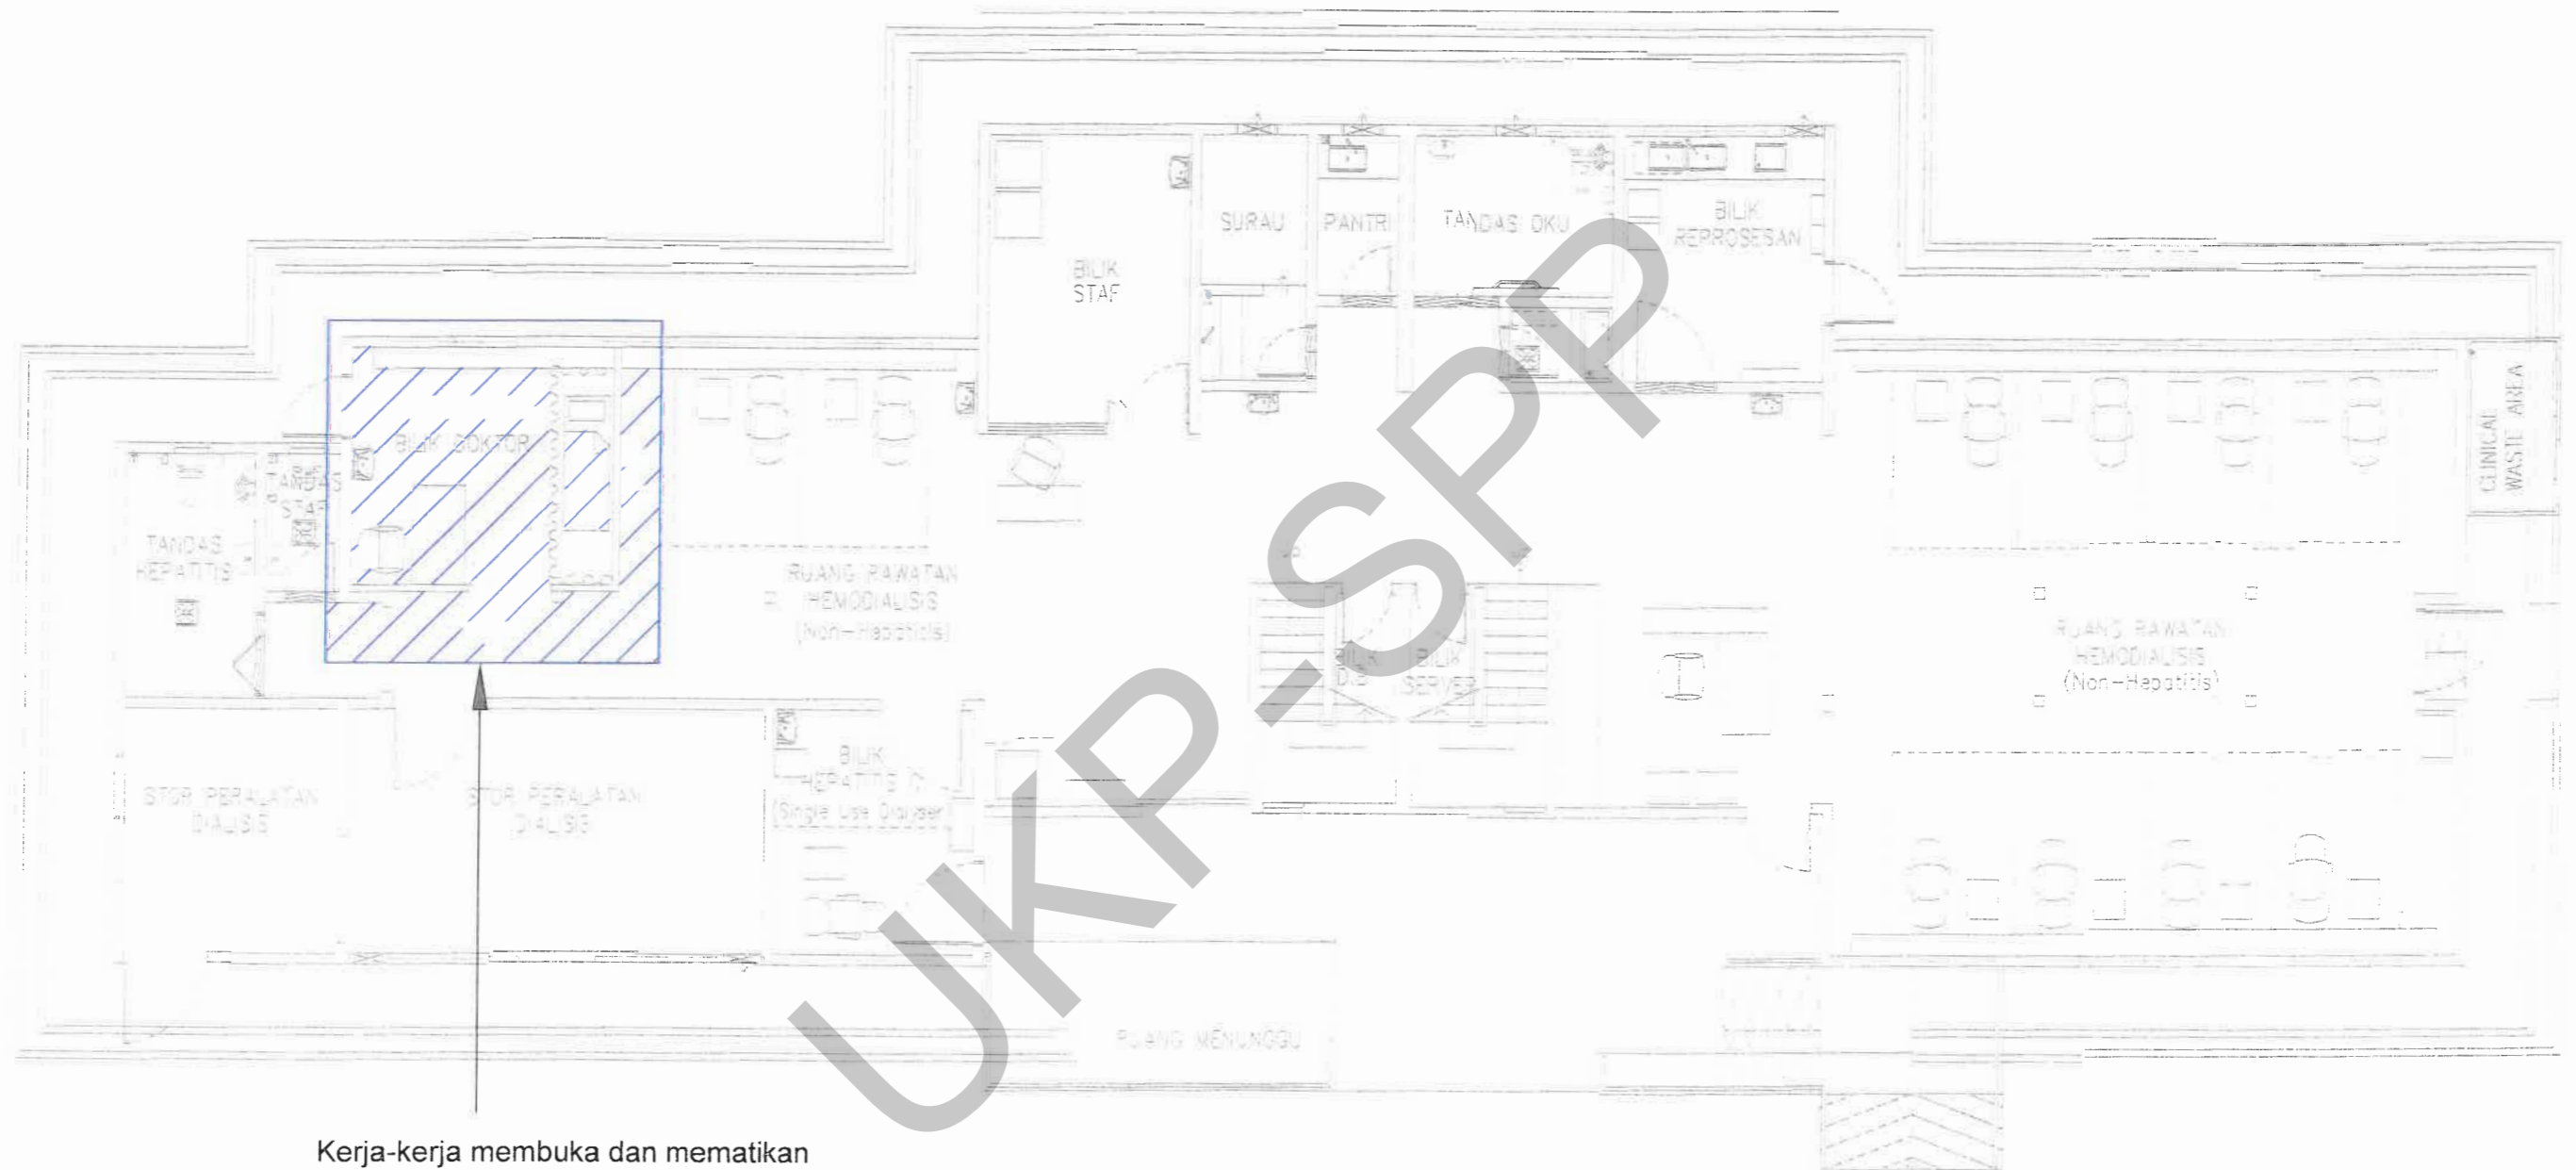 SURAU
PANTRI
TANDAS OKU
BILIK
REPROSESAN
BILIK
STAF
CLINICAL
WASTE AREA
BILIK DOKTOR
TANDAS
STAF
TANDAS
HEPATITIS
RUANG RAWATAN
HEMODIALISIS
(Non-Hepatitis)
BILIK
D.B
BILIK
SERVER
RUANG RAWATAN
HEMODIALISIS
(Non-Hepatitis)
STOR PERALATAN
DIALISIS
STOR PERALATAN
DIALISIS
BILIK
HEPATITIS
(Single Use Dialyser)
RUANG MENUNGGU
UKP-SPP
Kerja-kerja membuka dan mematikan